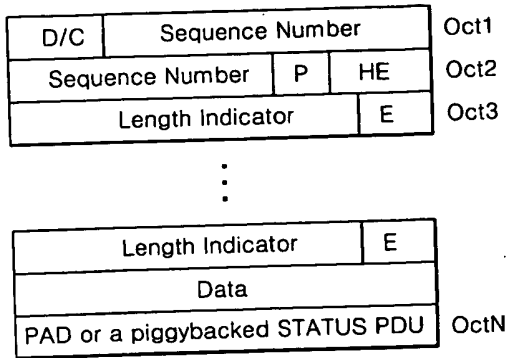 D/C Sequence Number Oct1
Sequence Number P HE Oct2
Length Indicator E Oct3
Length Indicator E
Data
PAD or a piggybacked STATUS PDU OctN